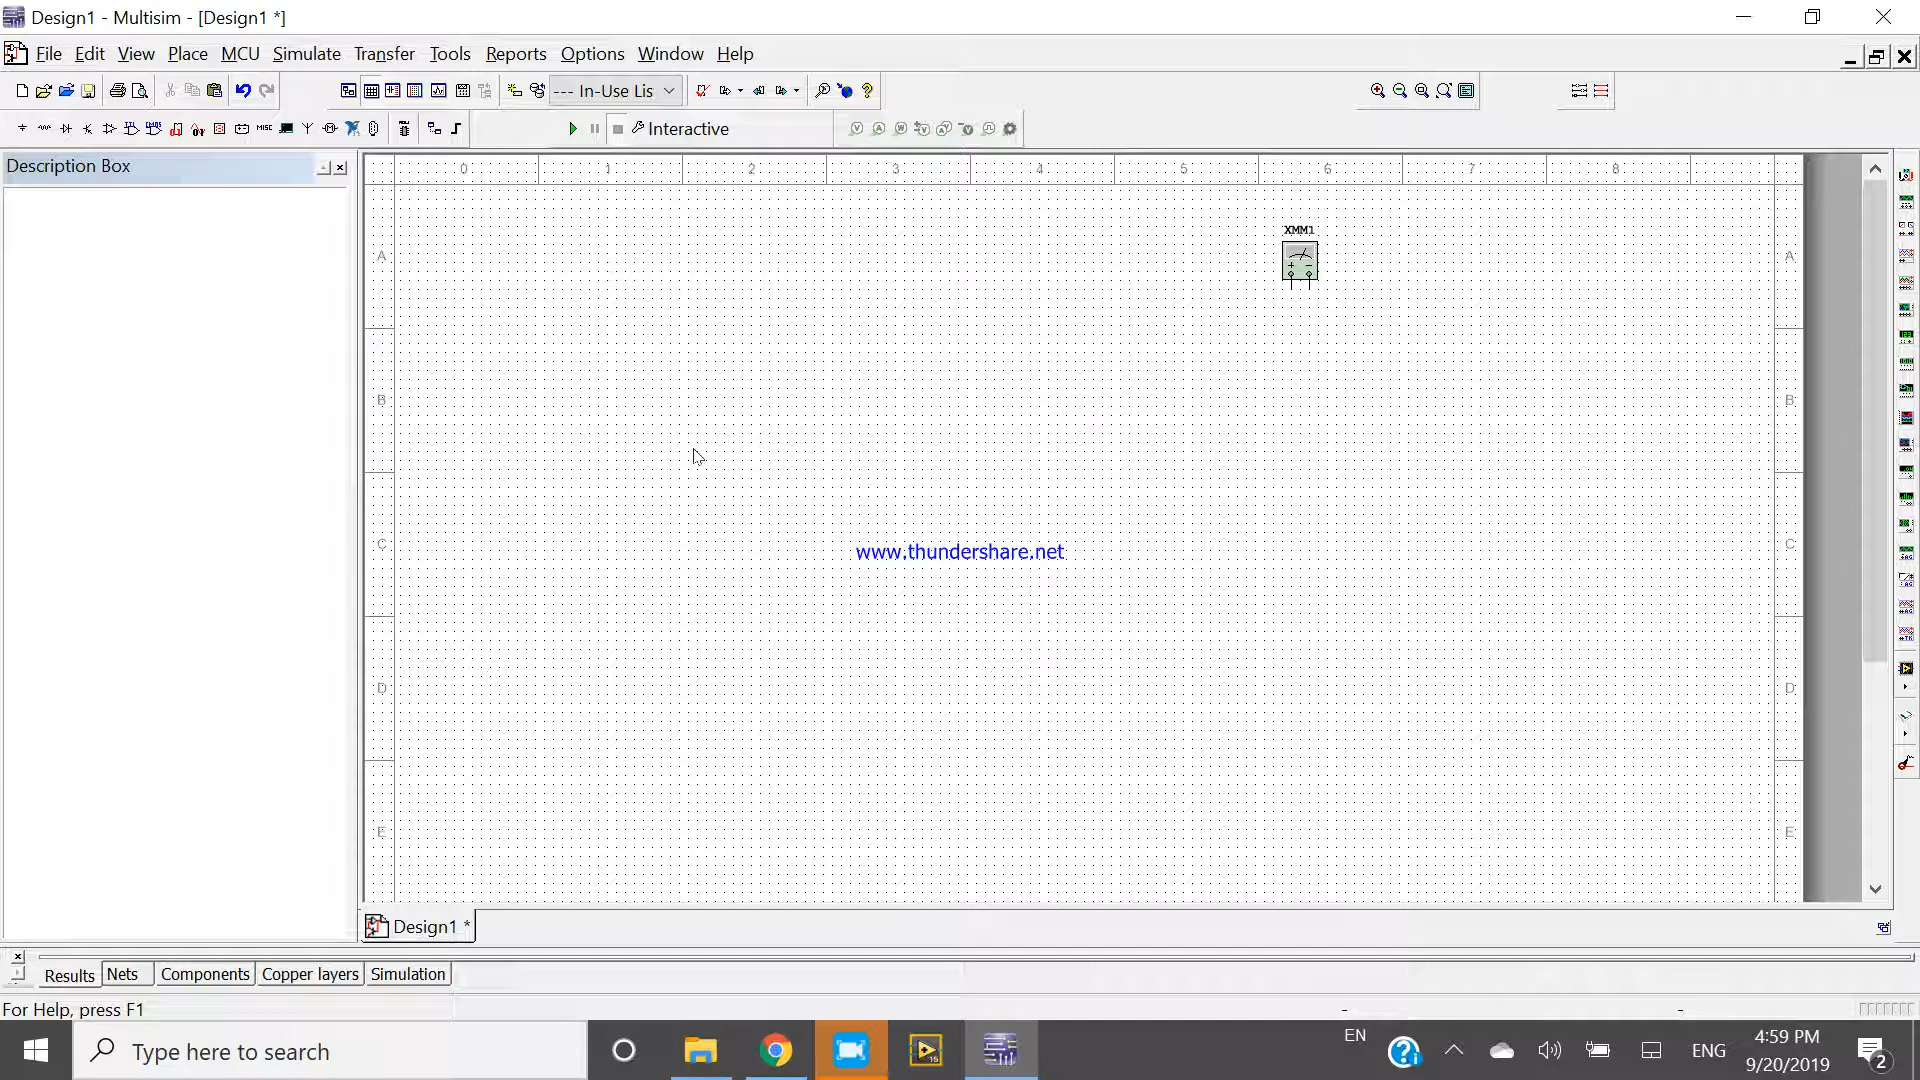 Design1 - Multisim - [Design1 *]
File Edit View Place MCU Simulate Transfer Tools Reports Options Window Help
--- In-Use Lis
MISC Interactive
Description Box
0 1 2 3 4 5 6 7 8
XMM1
A A
B B
www.thundershare.net
C C
D D
E E
Design1 *
Results Nets Components Copper layers Simulation
For Help, press F1
Type here to search
EN
ENG
4:59 PM
9/20/2019
2